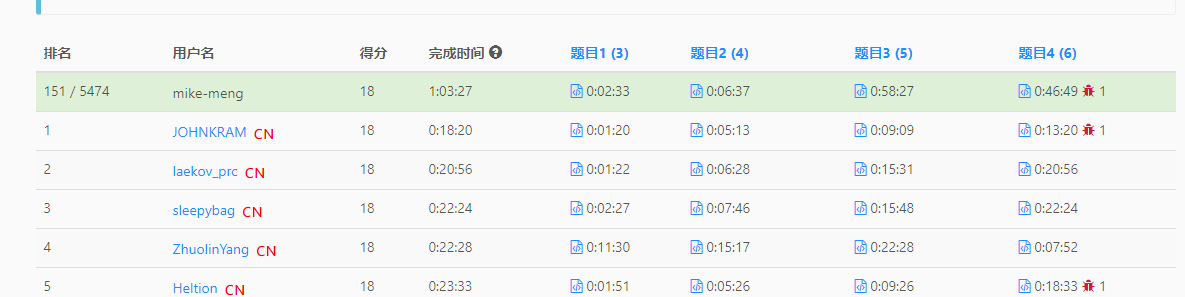 排名 用户名 得分 完成时间 题目1 (3) 题目2 (4) 题目3 (5) 题目4 (6)
151 / 5474 mike-meng 18 1:03:27 0:02:33 0:06:37 0:58:27 0:46:49 1
1 JOHNKRAM CN 18 0:18:20 0:01:20 0:05:13 0:09:09 0:13:20 1
2 laekov_prc CN 18 0:20:56 0:01:22 0:06:28 0:15:31 0:20:56
3 sleepybag CN 18 0:22:24 0:02:27 0:07:46 0:15:48 0:22:24
4 ZhuolinYang CN 18 0:22:28 0:11:30 0:15:17 0:22:28 0:07:52
5 Heltion CN 18 0:23:33 0:01:51 0:05:26 0:09:26 0:18:33 1